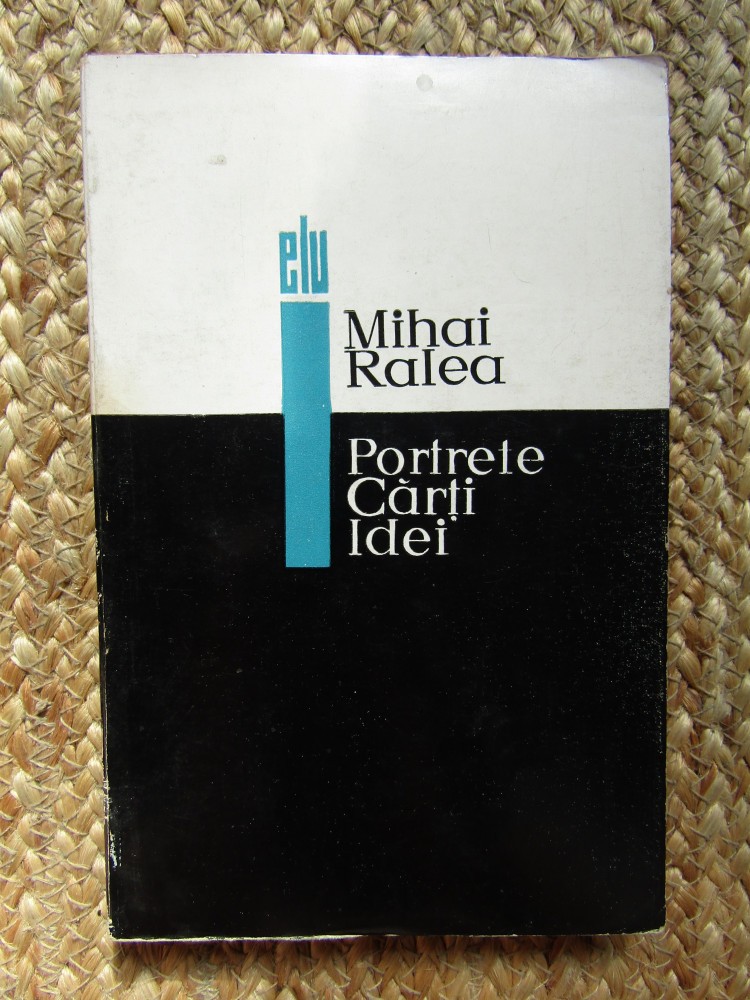 elu
Mihai
Ralea
Portrete
Cărți
Idei